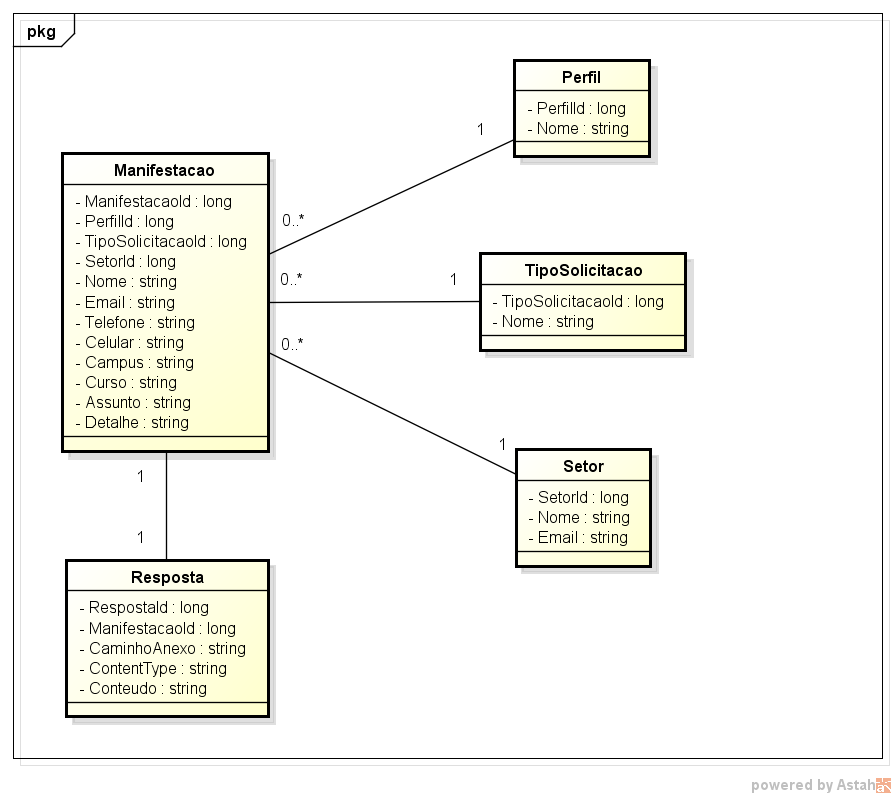 pkg
Perfil
- PerfilId : long
- Nome : string
1
0..*
Manifestacao
- ManifestacaoId : long
- PerfilId : long
- TipoSolicitacaoId : long
- SetorId : long
- Nome : string
- Email : string
- Telefone : string
- Celular : string
- Campus : string
- Curso : string
- Assunto : string
- Detalhe : string
0..*
1
TipoSolicitacao
- TipoSolicitacaoId : long
- Nome : string
0..*
1
Setor
- SetorId : long
- Nome : string
- Email : string
1
1
Resposta
- RespostaId : long
- ManifestacaoId : long
- CaminhoAnexo : string
- ContentType : string
- Conteudo : string
powered by Astah